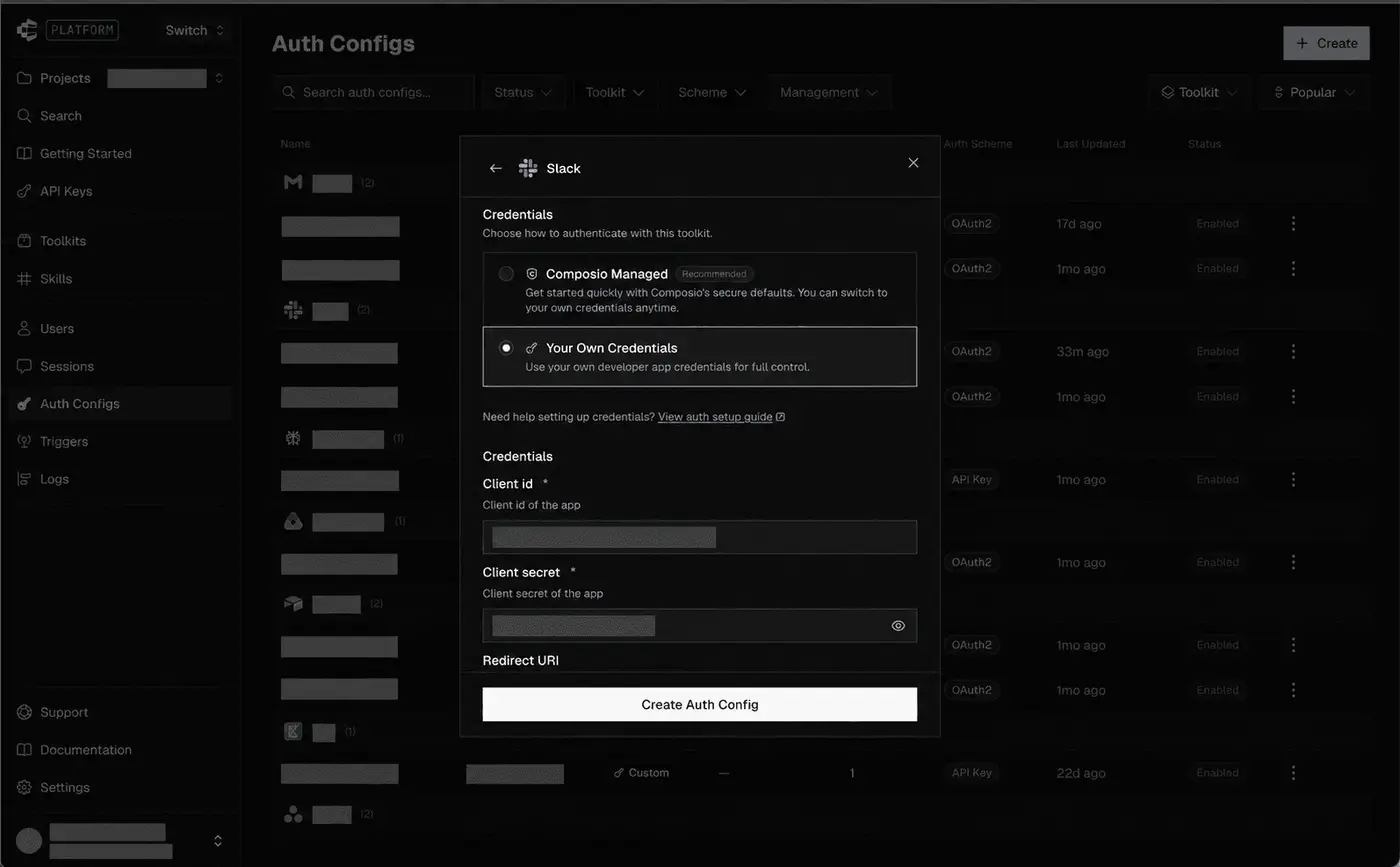 PLATFORM
Switch
Projects
Search
Getting Started
API Keys
Toolkits
Skills
Users
Sessions
Auth Configs
Triggers
Logs
Support
Documentation
Settings
Auth Configs
+ Create
Search auth configs...
Status
Toolkit
Scheme
Management
Toolkit
Popular
Name
Auth Scheme
Last Updated
Status
(2)
OAuth2 17d ago Enabled
OAuth2 1mo ago Enabled
(2)
OAuth2 33m ago Enabled
OAuth2 1mo ago Enabled
(1)
API Key 1mo ago Enabled
(1)
OAuth2 1mo ago Enabled
(2)
OAuth2 1mo ago Enabled
OAuth2 1mo ago Enabled
(1)
Custom — 1 API Key 22d ago Enabled
(2)
Slack
Credentials
Choose how to authenticate with this toolkit.
Composio Managed Recommended
Get started quickly with Composio's secure defaults. You can switch to
your own credentials anytime.
Your Own Credentials
Use your own developer app credentials for full control.
Need help setting up credentials? View auth setup guide
Credentials
Client id *
Client id of the app
Client secret *
Client secret of the app
Redirect URI
Create Auth Config